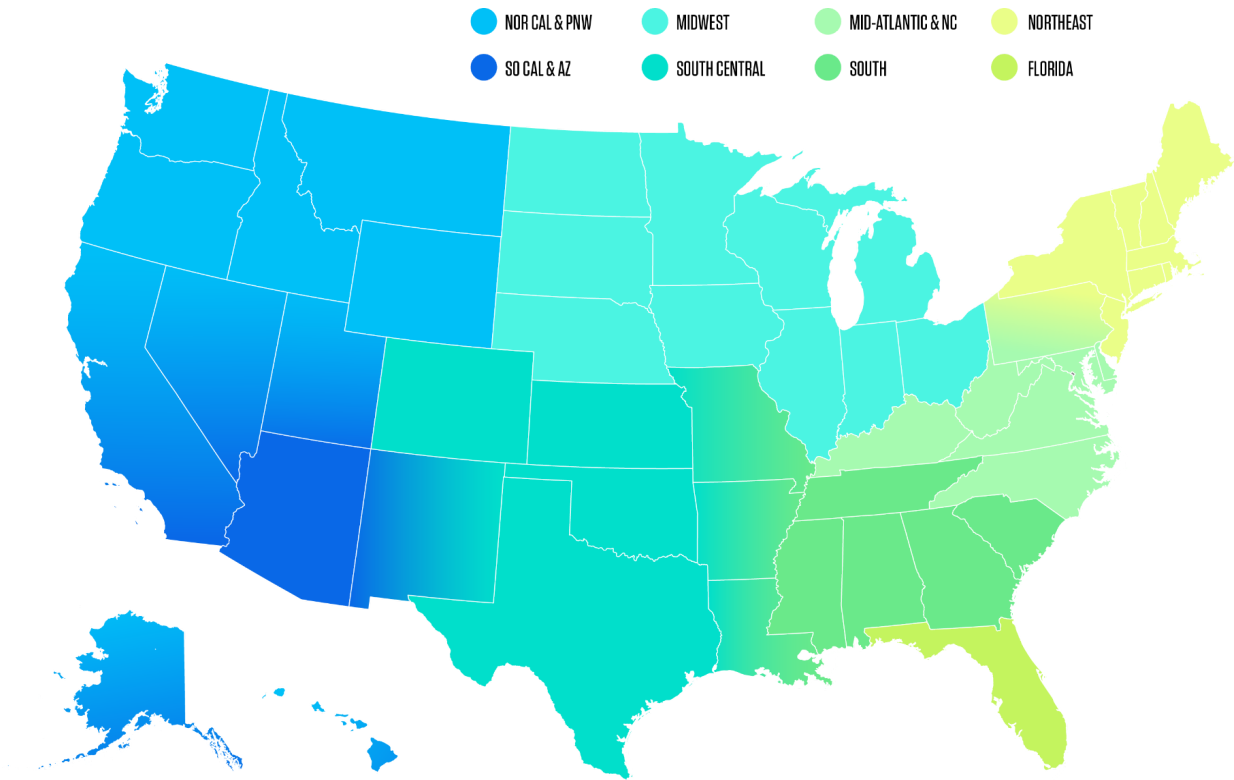 NOR CAL & PNW
MIDWEST
MID-ATLANTIC & NC
NORTHEAST
SO CAL & AZ
SOUTH CENTRAL
SOUTH
FLORIDA